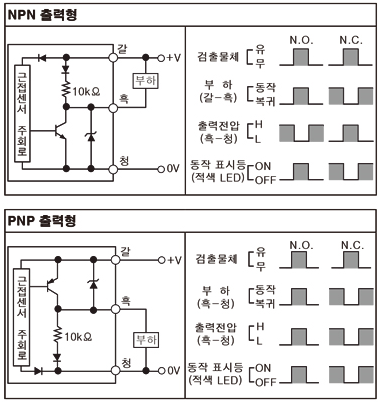 NPN 출력형
근접센서 주회로
갈
+V
부하
10kΩ
흑
청
0V
N.O. N.C.
검출물체 유 무
부 하 (갈-흑) 동작 복귀
출력전압 (흑-청) H L
동작 표시등 (적색 LED) ON OFF
PNP 출력형
근접센서 주회로
갈
+V
흑
10kΩ
부하
청
0V
N.O. N.C.
검출물체 유 무
부 하 (흑-청) 동작 복귀
출력전압 (흑-청) H L
동작 표시등 (적색 LED) ON OFF